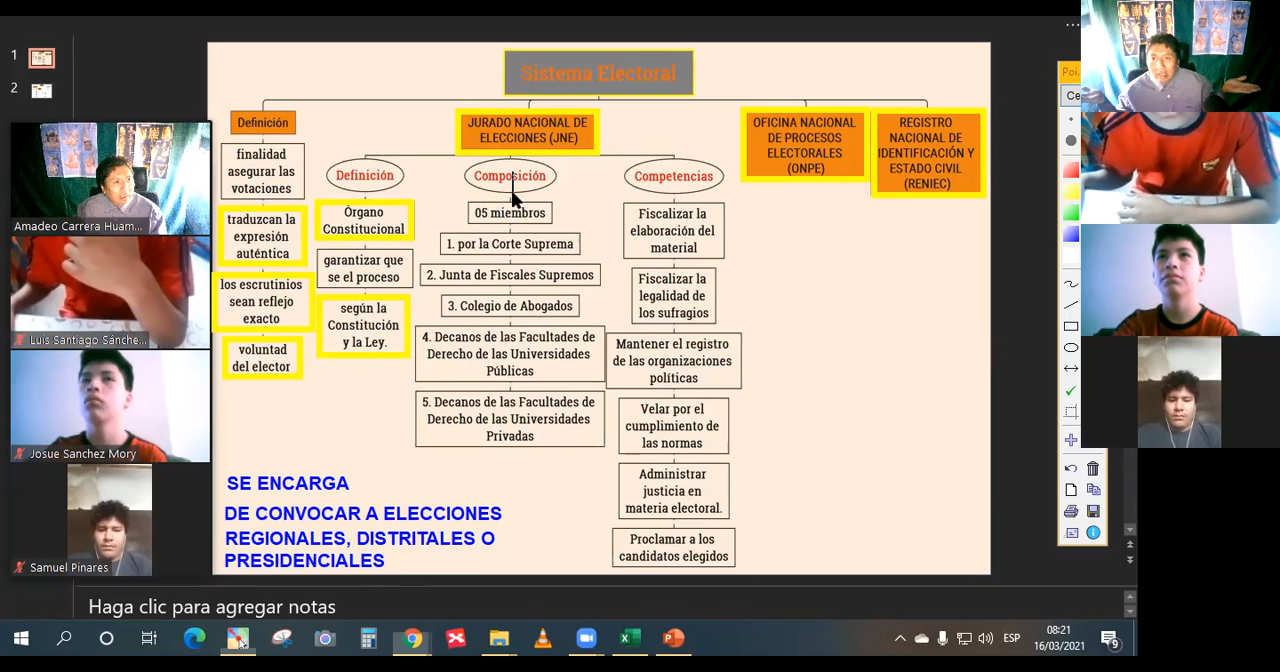 1
2
Sistema Electoral
Definición
finalidad
asegurar las
votaciones
traduzcan la
expresión
auténtica
los escrutinios
sean reflejo
exacto
voluntad
del elector
JURADO NACIONAL DE
ELECCIONES (JNE)
Definición
Órgano
Constitucional
garantizar que
se el proceso
según la
Constitución
y la Ley.
Composición
05 miembros
1. por la Corte Suprema
2. Junta de Fiscales Supremos
3. Colegio de Abogados
4. Decanos de las Facultades de
Derecho de las Universidades
Públicas
5. Decanos de las Facultades de
Derecho de las Universidades
Privadas
Competencias
Fiscalizar la
elaboración del
material
Fiscalizar la
legalidad de
los sufragios
Mantener el registro
de las organizaciones
políticas
Velar por el
cumplimiento de
las normas
Administrar
justicia en
materia electoral.
Proclamar a los
candidatos elegidos
OFICINA NACIONAL
DE PROCESOS
ELECTORALES
(ONPE)
REGISTRO
NACIONAL DE
IDENTIFICACIÓN Y
ESTADO CIVIL
(RENIEC)
SE ENCARGA
DE CONVOCAR A ELECCIONES
REGIONALES, DISTRITALES O
PRESIDENCIALES
Amadeo Carrera Huam...
Luis Santiago Sánche...
Josue Sanchez Mory
Samuel Pinares
Poi.
Ce
Haga clic para agregar notas
ESP
08:21
16/03/2021
9